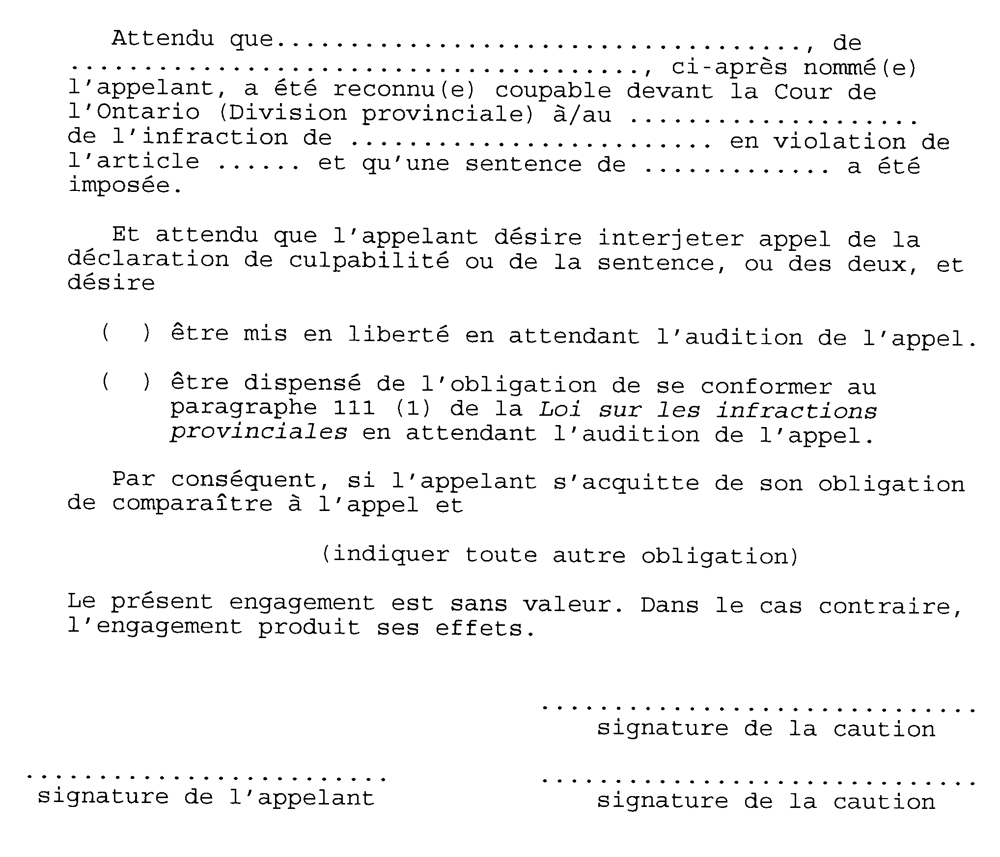 Attendu que...................................., de
......................................., ci-après nommé(e)
l'appelant, a été reconnu(e) coupable devant la Cour de
l'Ontario (Division provinciale) à/au ....................
de l'infraction de ......................... en violation de
l'article ...... et qu'une sentence de ............. a été
imposée.
Et attendu que l'appelant désire interjeter appel de la
déclaration de culpabilité ou de la sentence, ou des deux, et
désire
( ) être mis en liberté en attendant l'audition de l'appel.
( ) être dispensé de l'obligation de se conformer au
paragraphe 111 (1) de la Loi sur les infractions
provinciales en attendant l'audition de l'appel.
Par conséquent, si l'appelant s'acquitte de son obligation
de comparaître à l'appel et
(indiquer toute autre obligation)
Le présent engagement est sans valeur. Dans le cas contraire,
l'engagement produit ses effets.
..............................
signature de la caution
......................... ..............................
signature de l'appelant signature de la caution